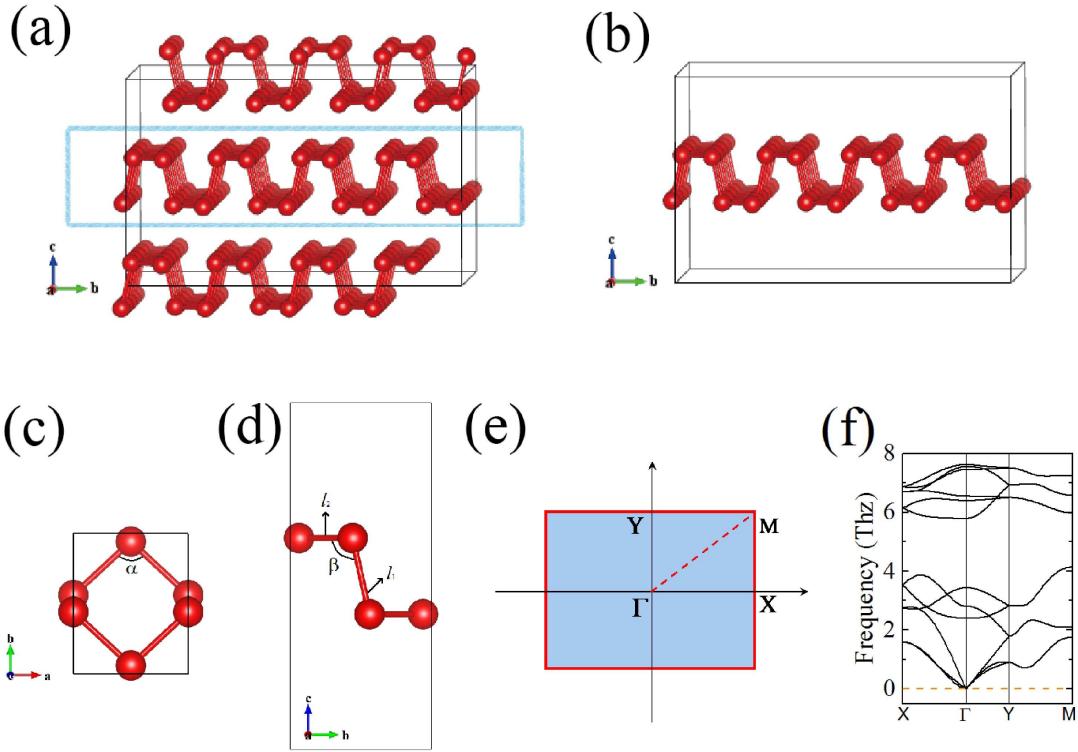 (a)
c
a
b
(b)
c
a
b
(c)
α
b
c
a
(d)
l₂
β
l₁
c
b
(e)
Y
M
Γ
X
(f)
Frequency (Thz)
8
6
4
2
0
X Γ Y M